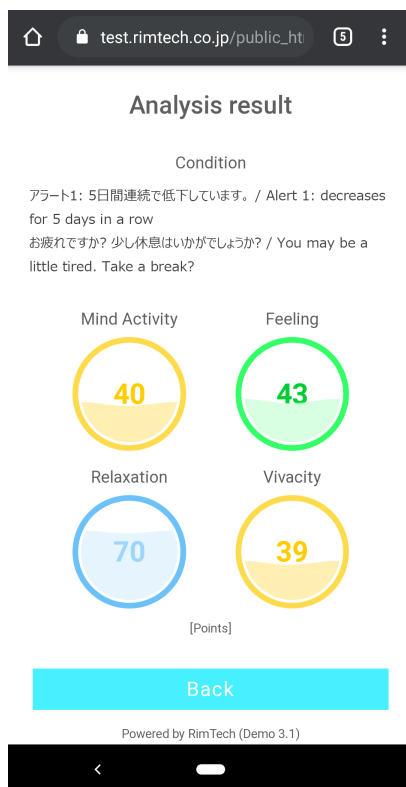 test.rimtech.co.jp/public_ht
5
Analysis result
Condition
アラート1: 5日間連続で低下しています。 / Alert 1: decreases
for 5 days in a row
お疲れですか? 少し休息はいかがでしょうか? / You may be a
little tired. Take a break?
Mind Activity
Feeling
40
43
Relaxation
Vivacity
70
39
[Points]
Back
Powered by RimTech (Demo 3.1)